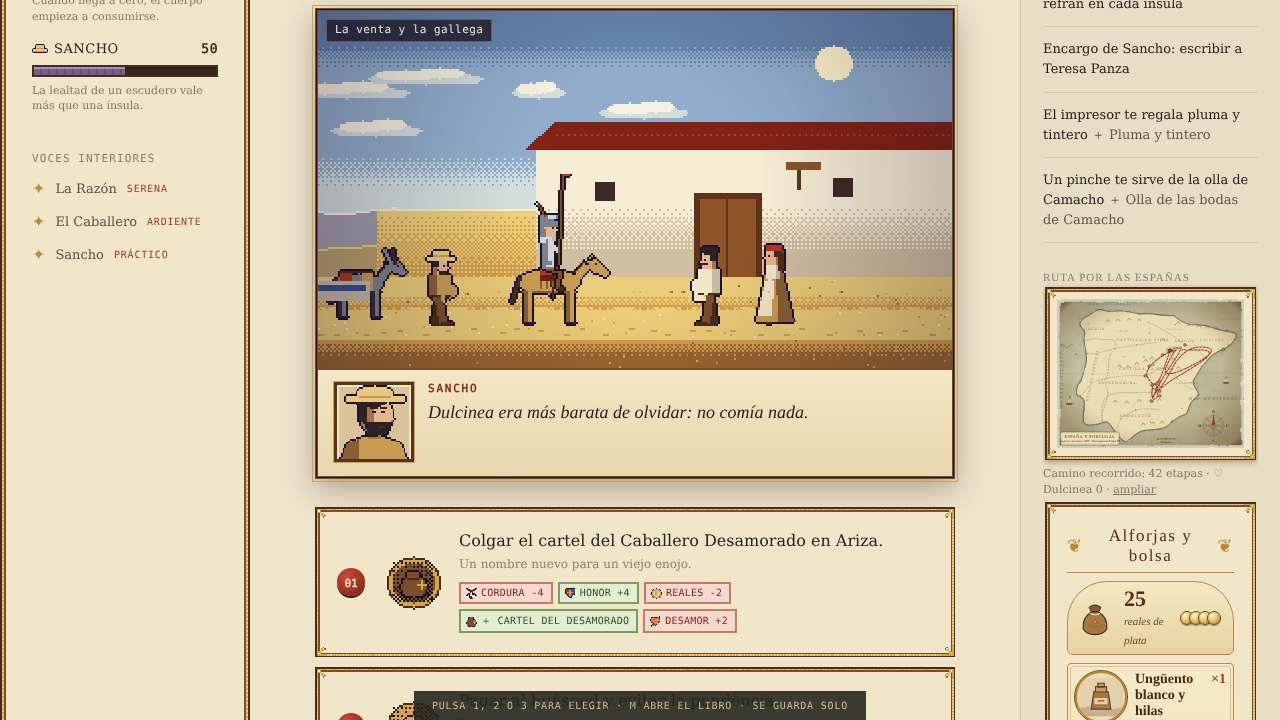 Cuando llega a cero, el cuerpo
empieza a consumirse.
SANCHO 50
La lealtad de un escudero vale
más que una ínsula.
VOCES INTERIORES
La Razón SERENA
El Caballero ARDIENTE
Sancho PRÁCTICO
La venta y la gallega
SANCHO
Dulcinea era más barata de olvidar: no comía nada.
01
Colgar el cartel del Caballero Desamorado en Ariza.
Un nombre nuevo para un viejo enojo.
CORDURA -4
HONOR +4
REALES -2
+ CARTEL DEL DESAMORADO
DESAMOR +2
PULSA 1, 2 O 3 PARA ELEGIR · M ABRE EL LIBRO · SE GUARDA SOLO
refrán en cada ínsula
Encargo de Sancho: escribir a
Teresa Panza
El impresor te regala pluma y
tintero + Pluma y tintero
Un pinche te sirve de la olla de
Camacho + Olla de las bodas
de Camacho
RUTA POR LAS ESPAÑAS
ESPAÑA Y PORTUGAL
Camino recorrido: 42 etapas · ♡
Dulcinea 0 · ampliar
Alforjas y
bolsa
25
reales de
plata
Ungüento
blanco y
hilas
×1